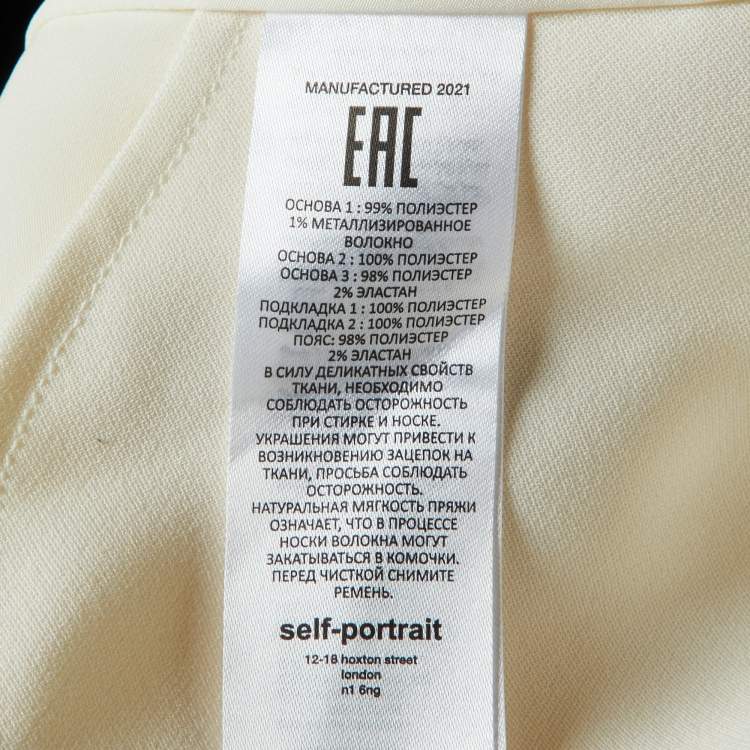 MANUFACTURED 2021
EAC
ОСНОВА 1 : 99% ПОЛИЭСТЕР
1% МЕТАЛЛИЗИРОВАННОЕ
ВОЛОКНО
ОСНОВА 2 : 100% ПОЛИЭСТЕР
ОСНОВА 3 : 98% ПОЛИЭСТЕР
2% ЭЛАСТАН
ПОДКЛАДКА 1 : 100% ПОЛИЭСТЕР
ПОДКЛАДКА 2 : 100% ПОЛИЭСТЕР
ПОЯС: 98% ПОЛИЭСТЕР
2% ЭЛАСТАН
В СИЛУ ДЕЛИКАТНЫХ СВОЙСТВ
ТКАНИ, НЕОБХОДИМО
СОБЛЮДАТЬ ОСТОРОЖНОСТЬ
ПРИ СТИРКЕ И НОСКЕ.
УКРАШЕНИЯ МОГУТ ПРИВЕСТИ К
ВОЗНИКНОВЕНИЮ ЗАЦЕПОК НА
ТКАНИ, ПРОСЬБА СОБЛЮДАТЬ
ОСТОРОЖНОСТЬ.
НАТУРАЛЬНАЯ МЯГКОСТЬ ПРЯЖИ
ОЗНАЧАЕТ, ЧТО В ПРОЦЕССЕ
НОСКИ ВОЛОКНА МОГУТ
ЗАКАТЫВАТЬСЯ В КОМОЧКИ.
ПЕРЕД ЧИСТКОЙ СНИМИТЕ
РЕМЕНЬ.
self-portrait
12-18 hoxton street
london
n1 6ng